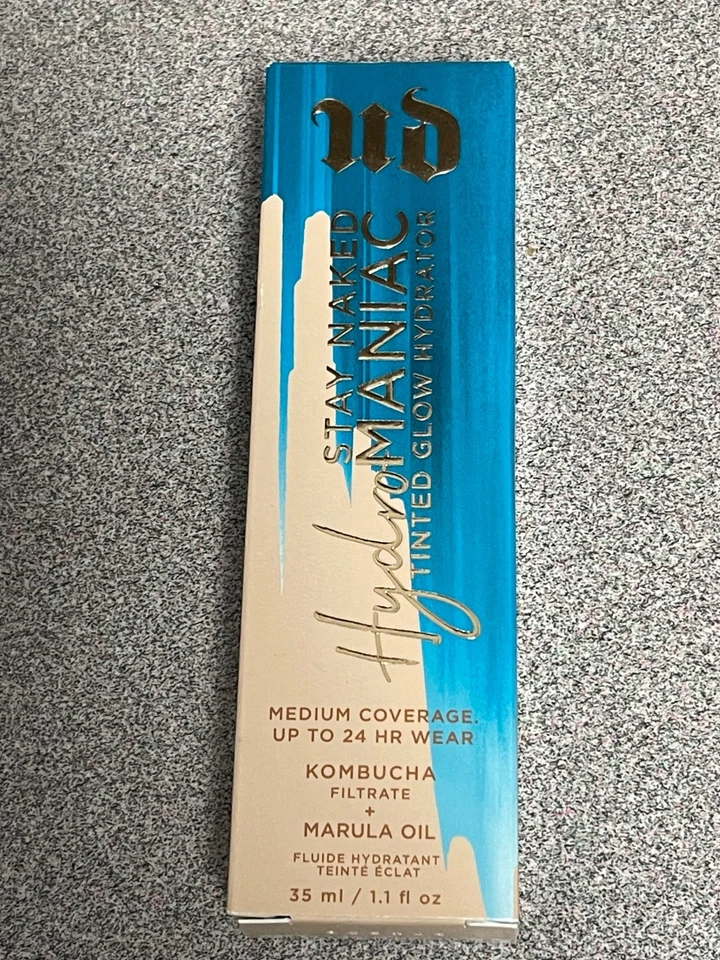 UD
STAY NAKED
HydroMANIAC
TINTED GLOW HYDRATOR
MEDIUM COVERAGE.
UP TO 24 HR WEAR
KOMBUCHA
FILTRATE
+
MARULA OIL
FLUIDE HYDRATANT
TEINTÉ ÉCLAT
35 ml / 1.1 fl oz